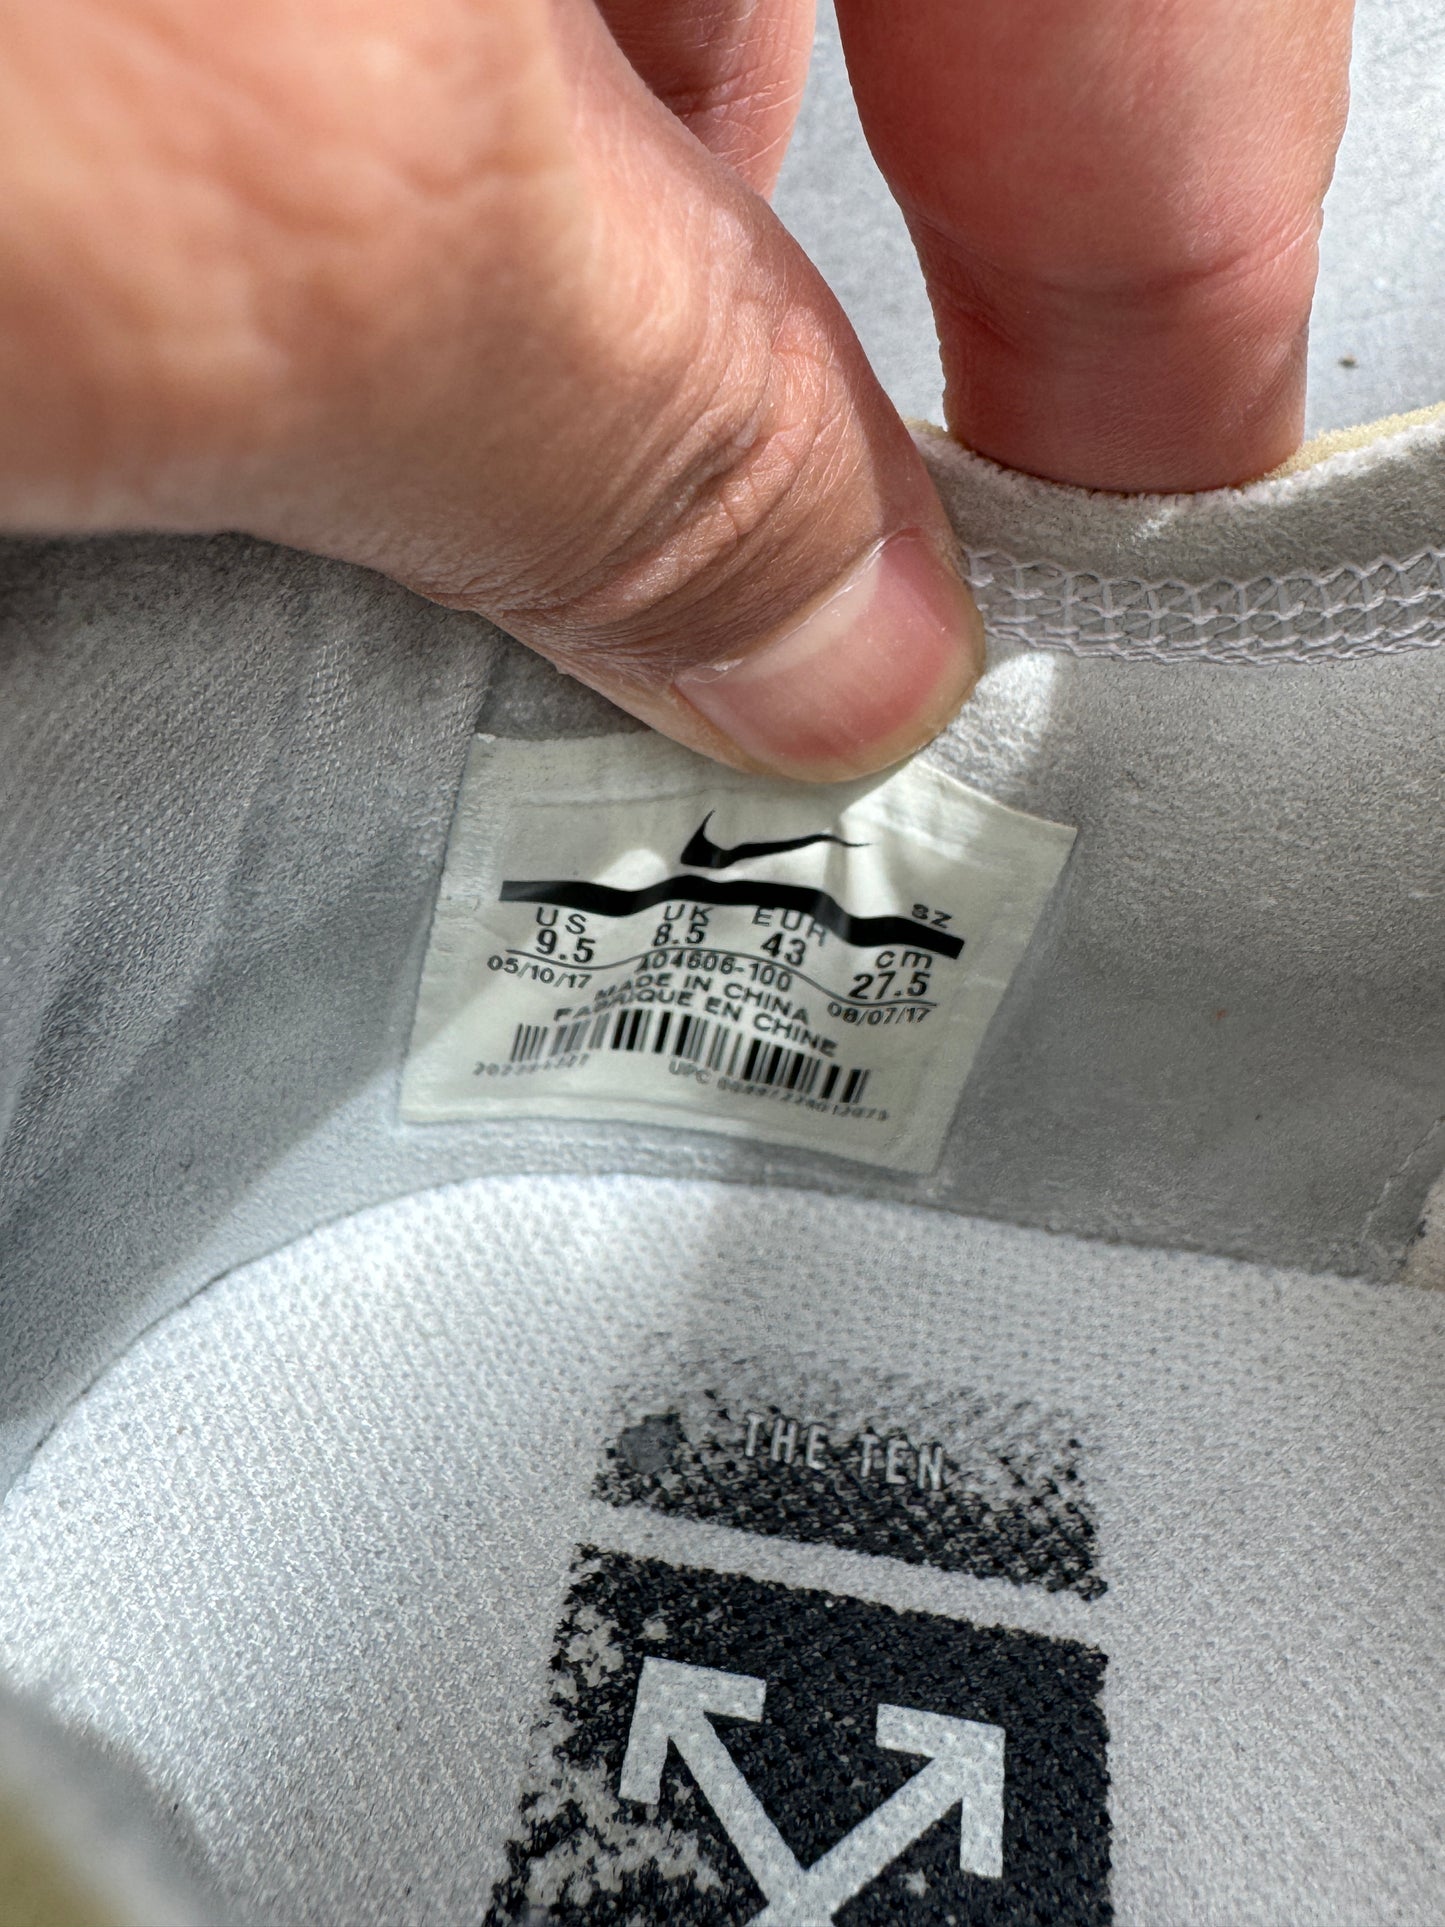 SZ
US UK EUR cm
9.5 8.5 43 27.5
05/10/17 404606-100 08/07/17
MADE IN CHINA
FABRIQUE EN CHINE
UPC
THE TEN